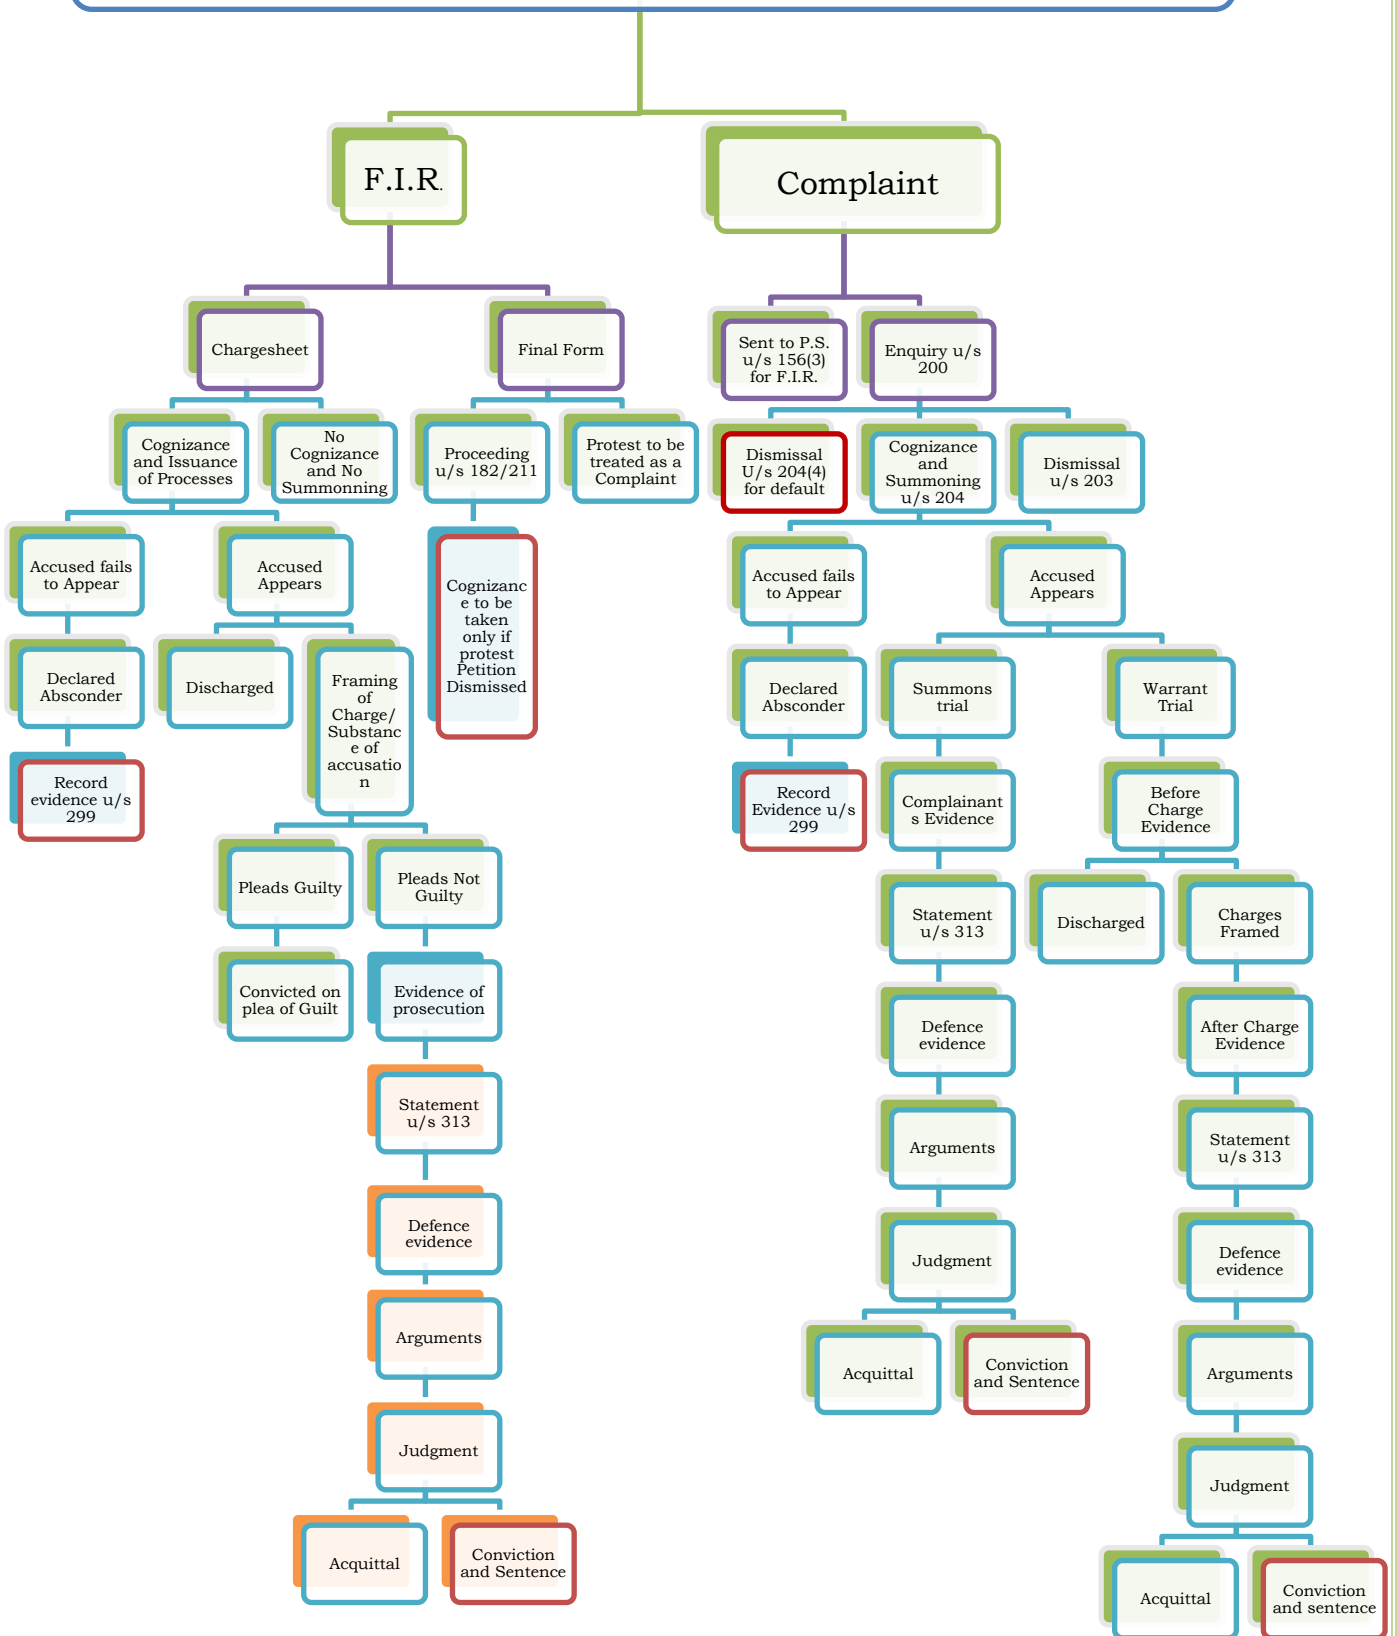 F.I.R.
Complaint
Chargesheet
Final Form
Sent to P.S.
u/s 156(3)
for F.I.R.
Enquiry u/s
200
Cognizance
and Issuance
of Processes
No
Cognizance
and No
Summonning
Proceeding
u/s 182/211
Protest to be
treated as a
Complaint
Dismissal
U/s 204(4)
for default
Cognizance
and
Summoning
u/s 204
Dismissal
u/s 203
Accused fails
to Appear
Accused
Appears
Cognizanc
e to be
taken
only if
protest
Petition
Dismissed
Accused fails
to Appear
Accused
Appears
Declared
Absconder
Discharged
Framing
of
Charge/
Substanc
e of
accusatio
n
Declared
Absconder
Summons
trial
Warrant
Trial
Record
evidence u/s
299
Record
Evidence u/s
299
Complainant
s Evidence
Before
Charge
Evidence
Pleads Guilty
Pleads Not
Guilty
Statement
u/s 313
Discharged
Charges
Framed
Convicted on
plea of Guilt
Evidence of
prosecution
Defence
evidence
After Charge
Evidence
Statement
u/s 313
Arguments
Statement
u/s 313
Defence
evidence
Judgment
Defence
evidence
Arguments
Acquittal
Conviction
and Sentence
Arguments
Judgment
Judgment
Acquittal
Conviction
and Sentence
Acquittal
Conviction
and sentence